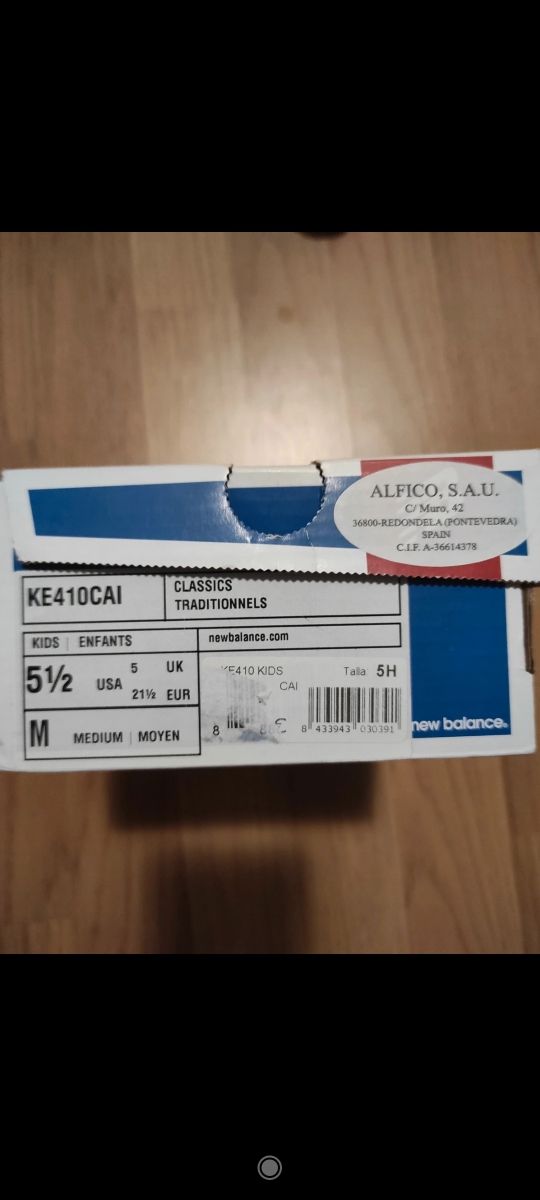 ALFICO, S.A.U.
C/ Muro, 42
36800-REDONDELA (PONTEVEDRA)
SPAIN
C.I.F. A-36614378
KE410CAI
CLASSICS
TRADITIONNELS
KIDS | ENFANTS
newbalance.com
5½ USA 5 UK
21½ EUR
KE410 KIDS Talla 5H
CAI
8 €
8 433943 030391
M MEDIUM | MOYEN
new balance.